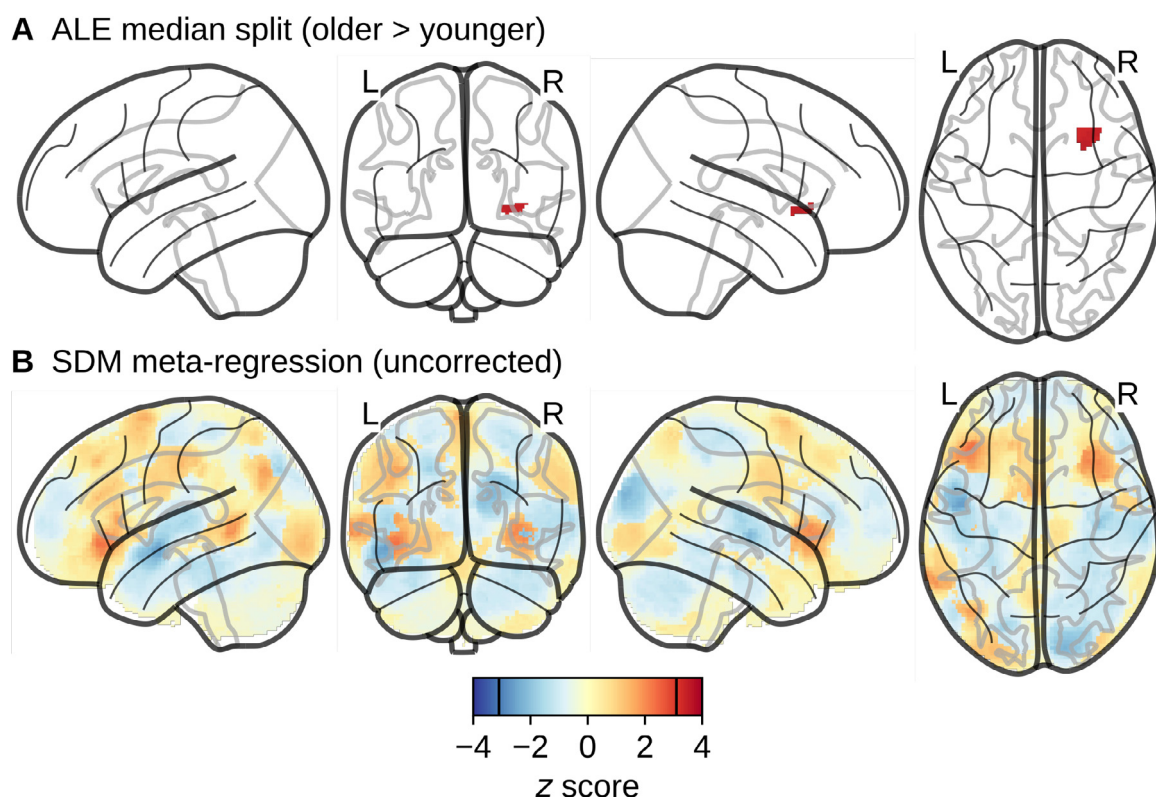 A ALE median split (older > younger)
L R L R
B SDM meta-regression (uncorrected)
L R L R
−4 −2 0 2 4
z score